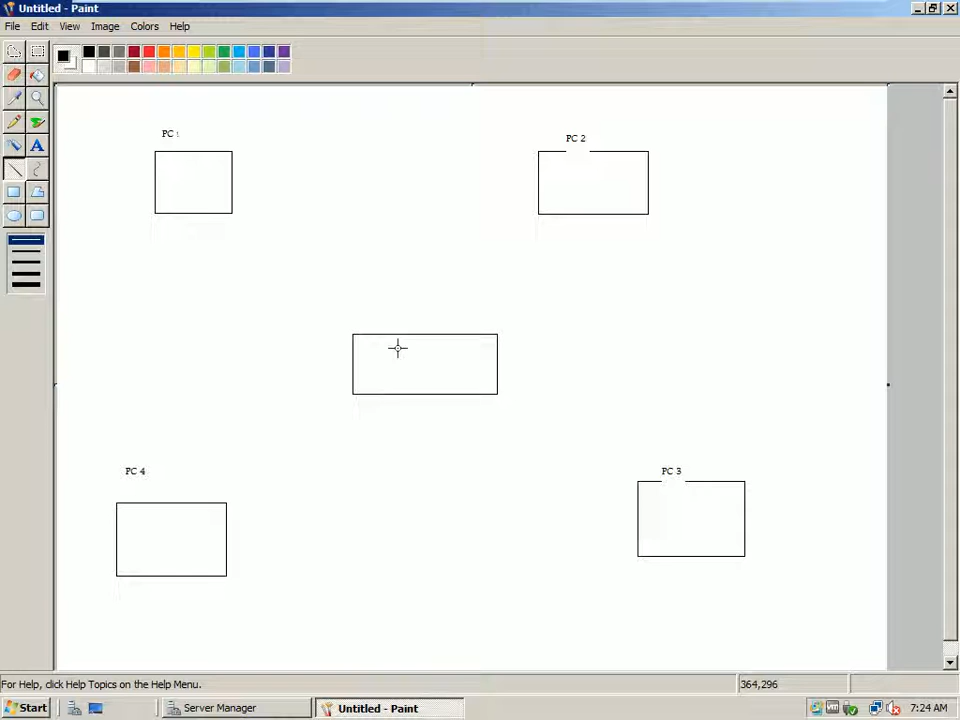 Untitled - Paint
File Edit View Image Colors Help
PC 2
PC
PC 4
PC 3
For Help, click Help Topics on the Help Menu.
364,296
Start
Server Manager
Untitled - Paint
7:24 AM